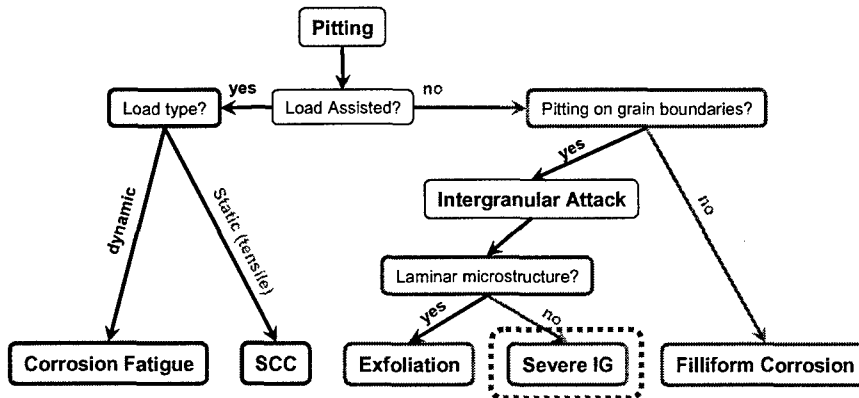 Pitting
yes
no
Load type?
Load Assisted?
Pitting on grain boundaries?
yes
Intergranular Attack
dynamic
Static (tensile)
no
Laminar microstructure?
yes
no
Corrosion Fatigue
SCC
Exfoliation
Severe IG
Filliform Corrosion